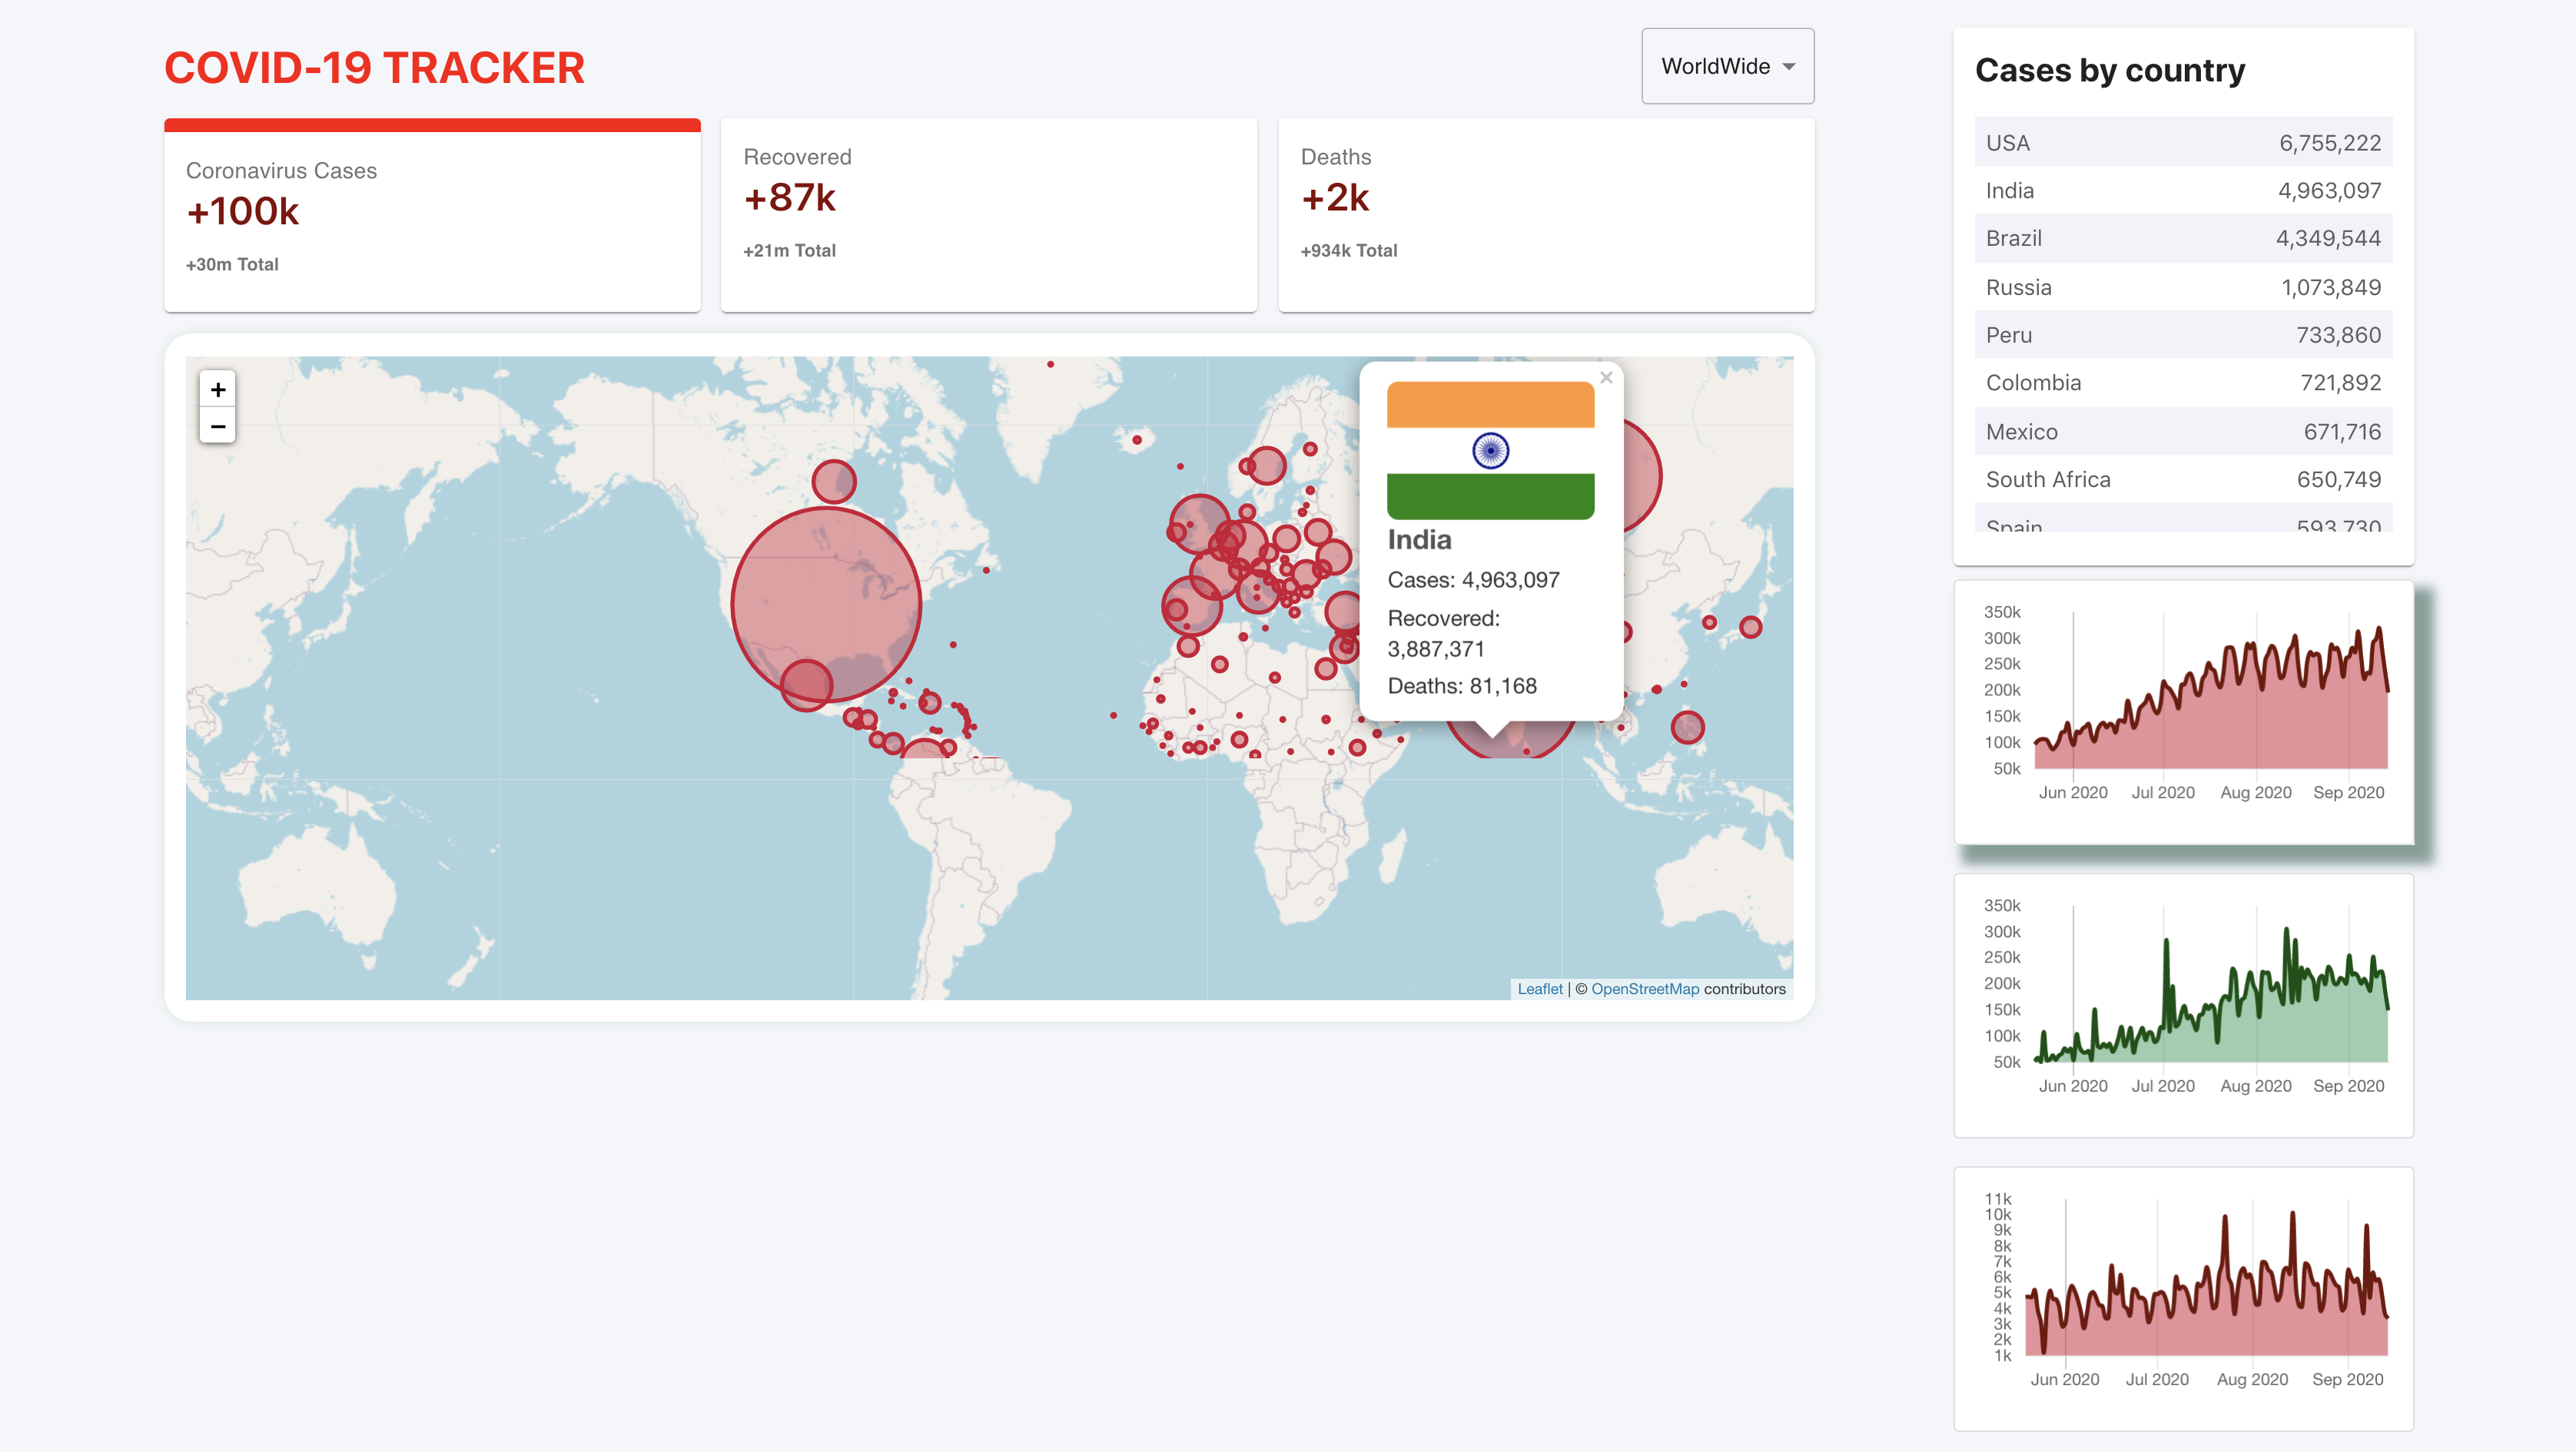 COVID-19 TRACKER
WorldWide
Coronavirus Cases
+100k
+30m Total
Recovered
+87k
+21m Total
Deaths
+2k
+934k Total
+
−
×
India
Cases: 4,963,097
Recovered:
3,887,371
Deaths: 81,168
Leaflet | © OpenStreetMap contributors
Cases by country
USA 6,755,222
India 4,963,097
Brazil 4,349,544
Russia 1,073,849
Peru 733,860
Colombia 721,892
Mexico 671,716
South Africa 650,749
Spain 593,730
350k
300k
250k
200k
150k
100k
50k
Jun 2020 Jul 2020 Aug 2020 Sep 2020
350k
300k
250k
200k
150k
100k
50k
Jun 2020 Jul 2020 Aug 2020 Sep 2020
11k
10k
9k
8k
7k
6k
5k
4k
3k
2k
1k
Jun 2020 Jul 2020 Aug 2020 Sep 2020